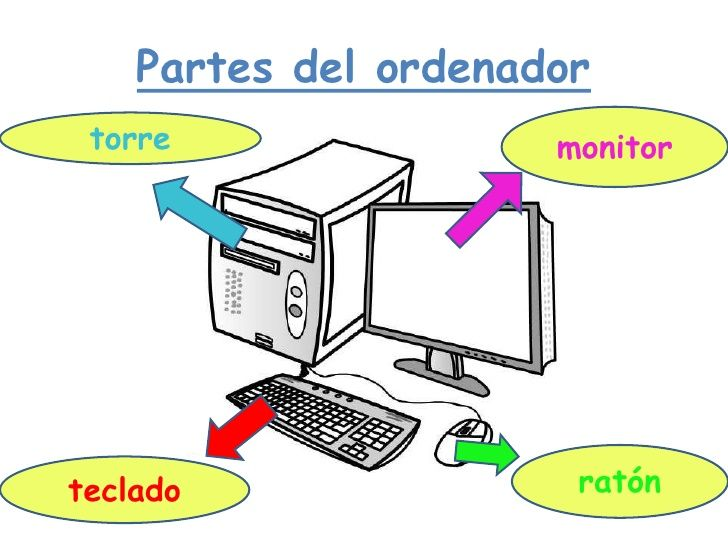 Partes del ordenador
torre
monitor
teclado
ratón